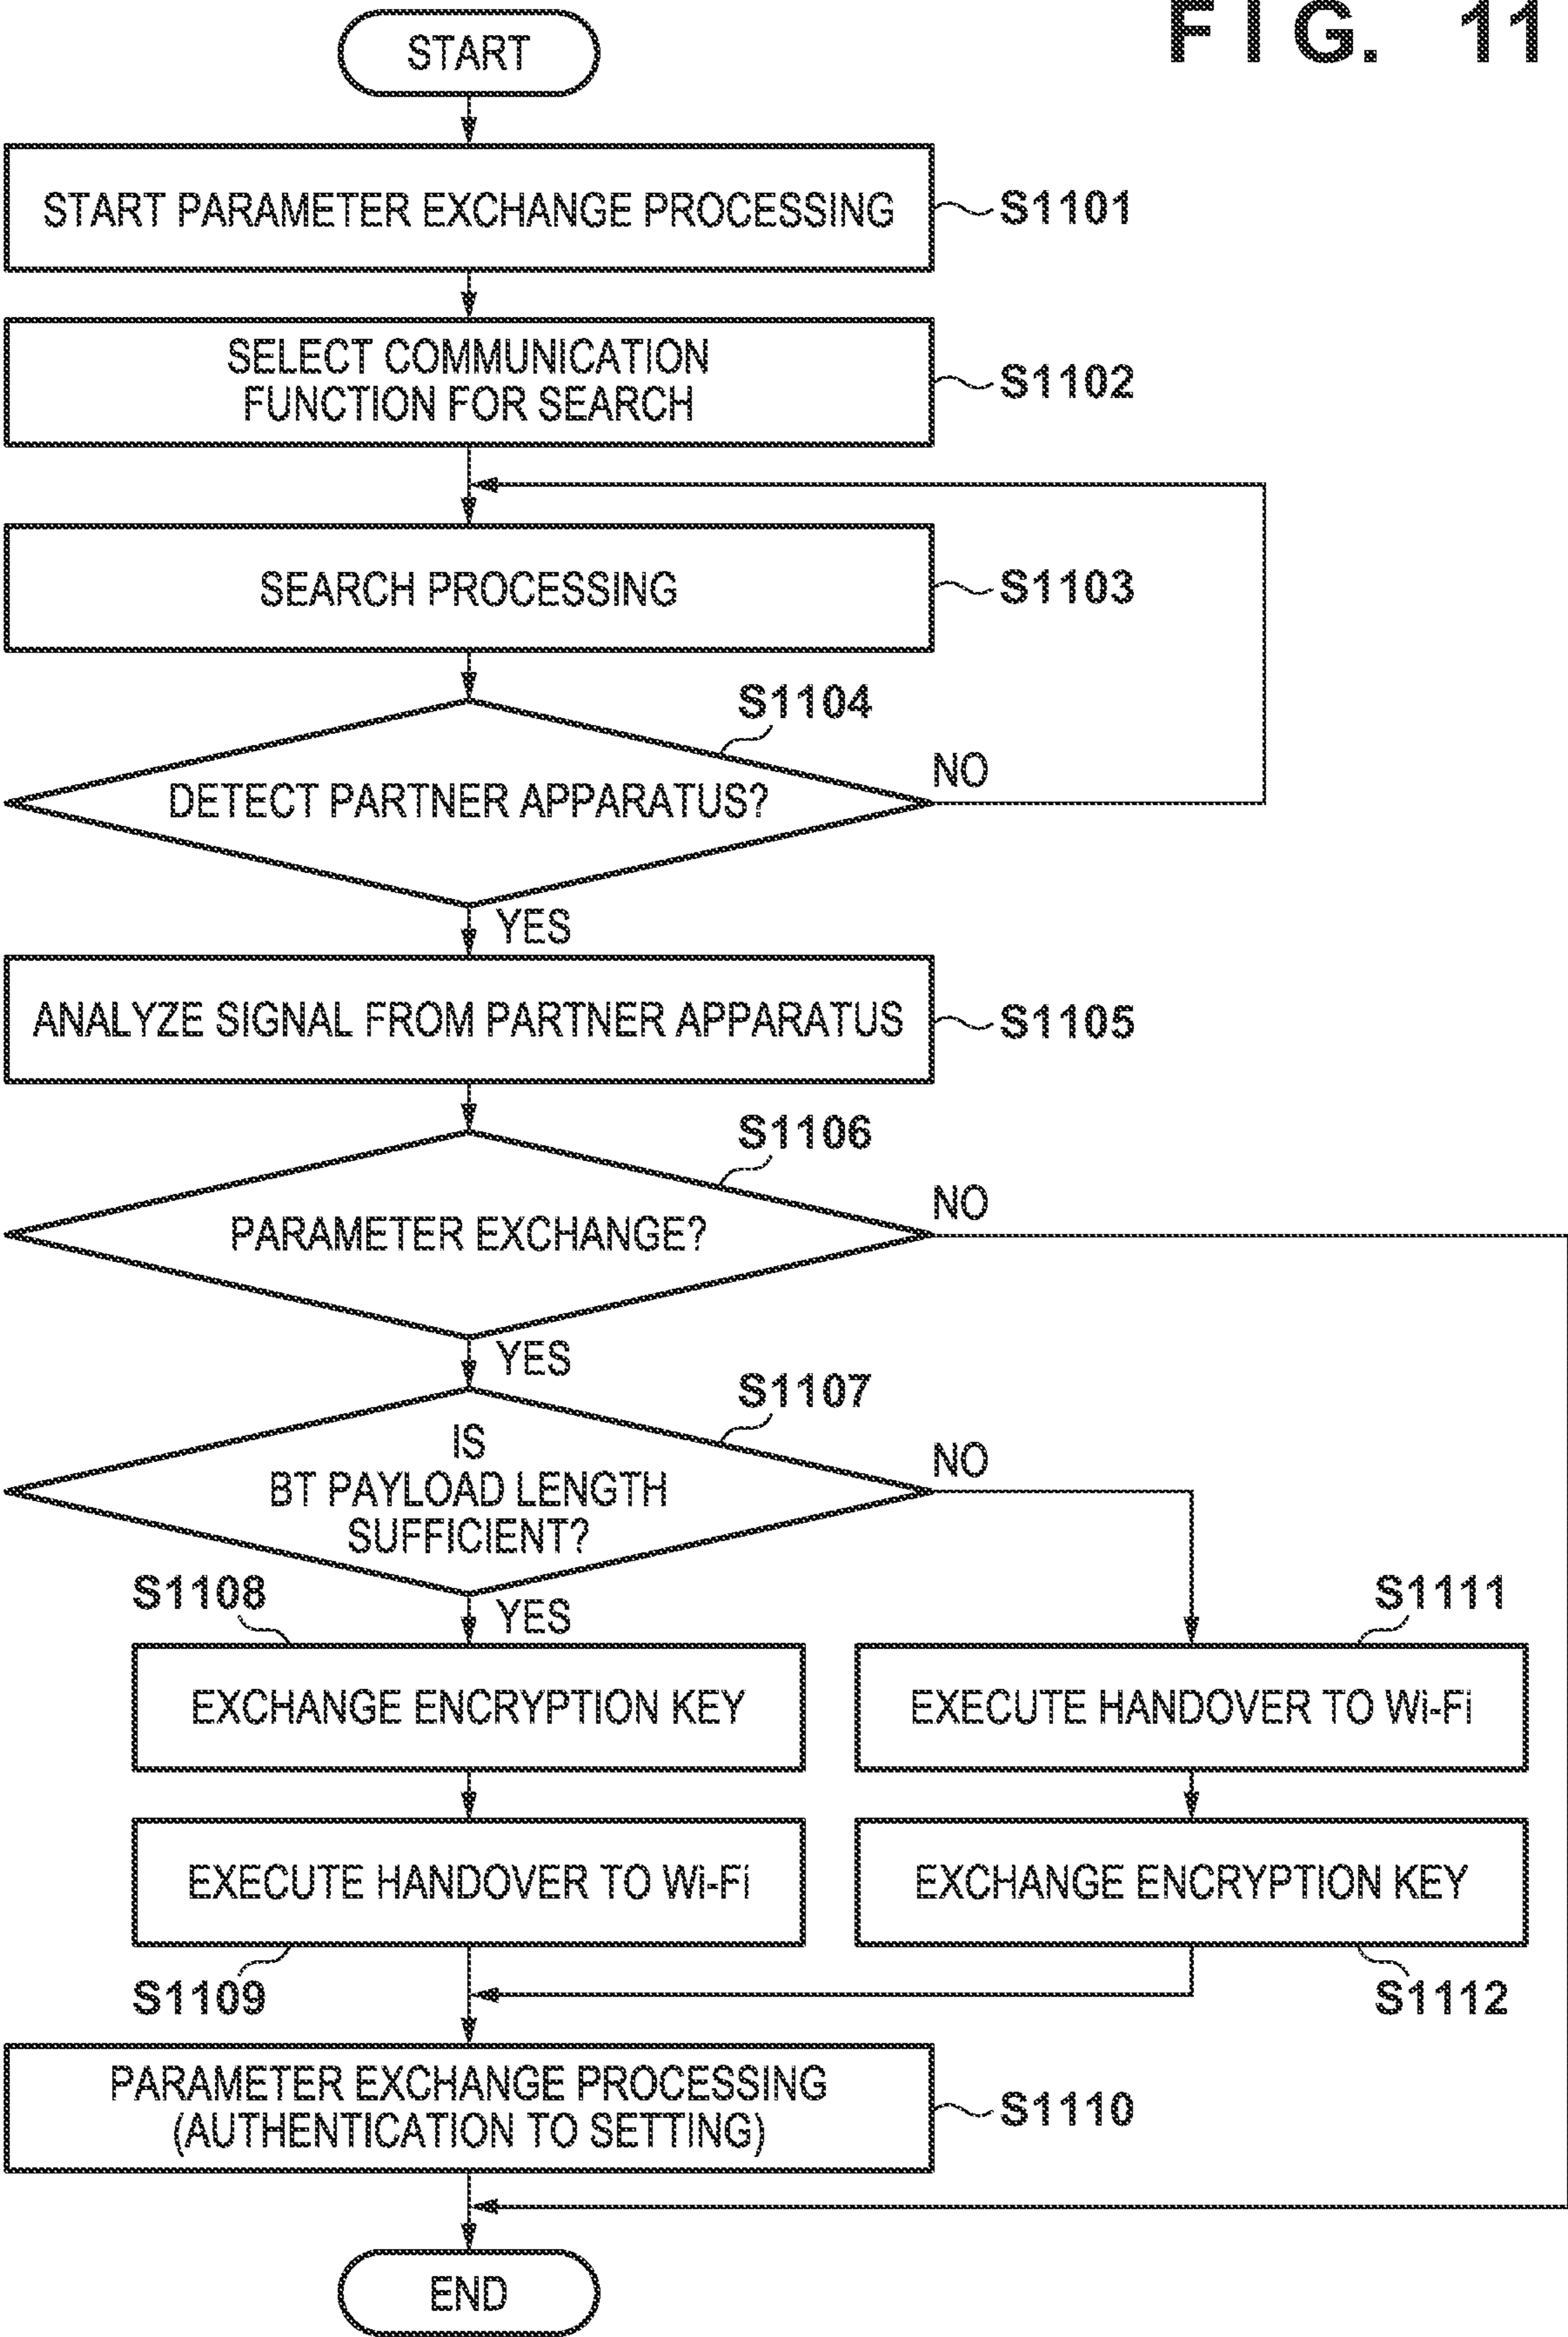 FIG. 11
START
START PARAMETER EXCHANGE PROCESSING
S1101
SELECT COMMUNICATION
FUNCTION FOR SEARCH
S1102
SEARCH PROCESSING
S1103
S1104
DETECT PARTNER APPARATUS?
NO
YES
ANALYZE SIGNAL FROM PARTNER APPARATUS
S1105
S1106
PARAMETER EXCHANGE?
NO
YES
S1107
IS
BT PAYLOAD LENGTH
SUFFICIENT?
NO
YES
S1108
EXCHANGE ENCRYPTION KEY
S1111
EXECUTE HANDOVER TO Wi-Fi
EXECUTE HANDOVER TO Wi-Fi
S1109
EXCHANGE ENCRYPTION KEY
S1112
PARAMETER EXCHANGE PROCESSING
(AUTHENTICATION TO SETTING)
S1110
END